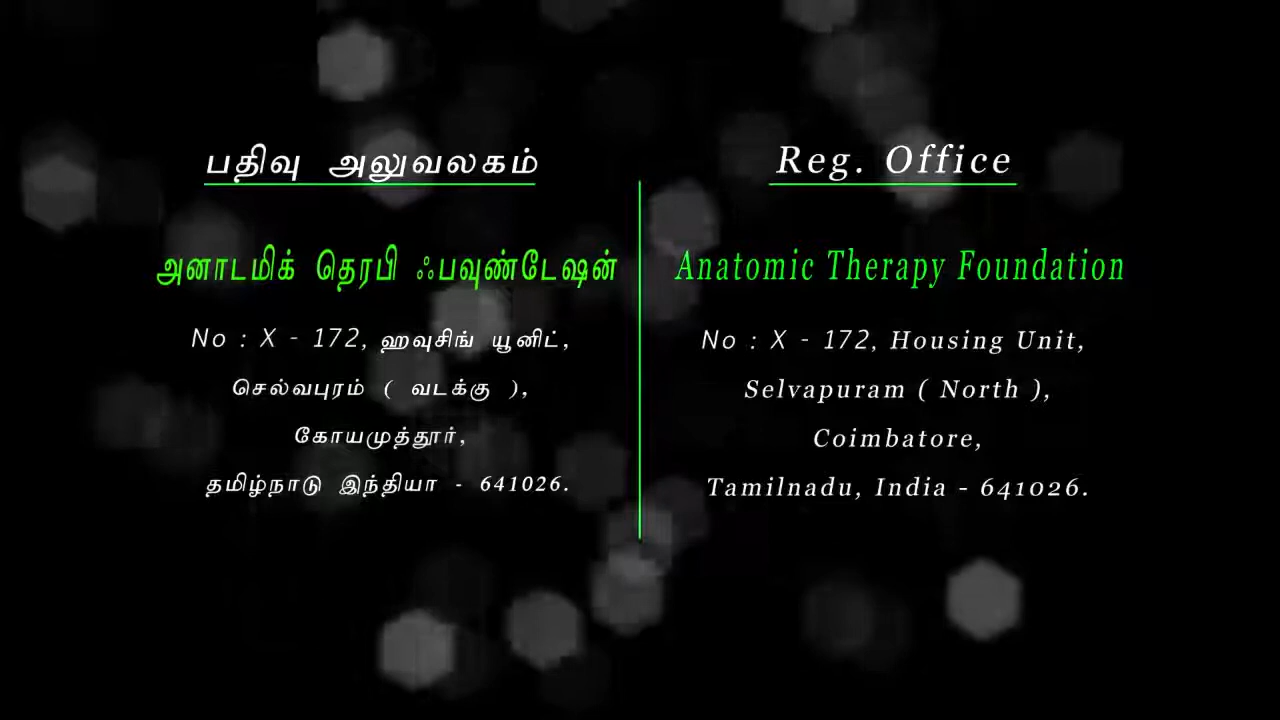 பதிவு அலுவலகம்
அனாடமிக் தெரபி ஃபவுண்டேஷன்
No : X - 172, ஹவுசிங் யூனிட்,
செல்வபுரம் ( வடக்கு ),
கோயமுத்தூர்,
தமிழ்நாடு இந்தியா - 641026.
Reg. Office
Anatomic Therapy Foundation
No : X - 172, Housing Unit,
Selvapuram ( North ),
Coimbatore,
Tamilnadu, India - 641026.